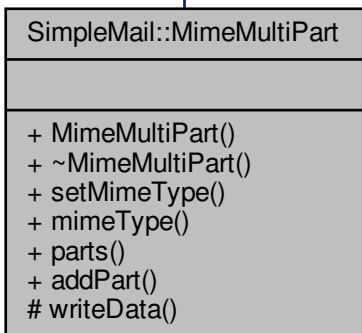 SimpleMail::MimeMultiPart
+ MimeMultiPart()
+ ~MimeMultiPart()
+ setMimeType()
+ mimeType()
+ parts()
+ addPart()
# writeData()